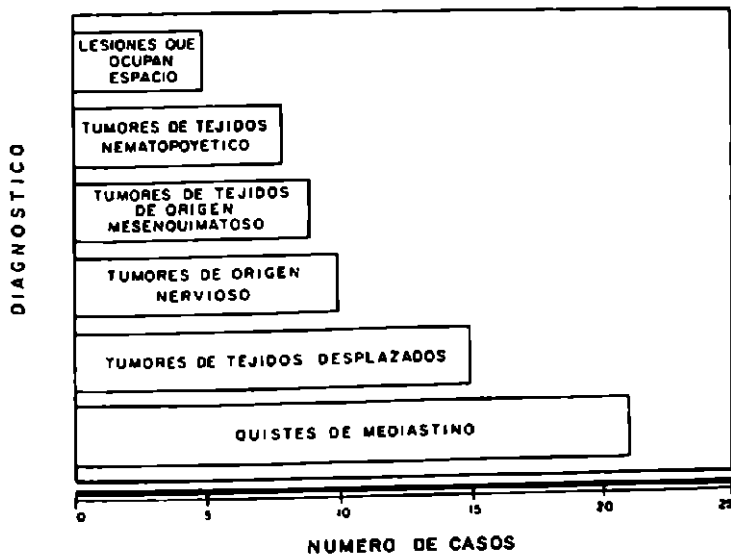 LESIONES QUE
OCUPAN
ESPACIO
TUMORES DE TEJIDOS
NEMATOPOYETICO
TUMORES DE TEJIDOS
DE ORIGEN
MESENQUIMATOSO
TUMORES DE ORIGEN
NERVIOSO
TUMORES DE TEJIDOS DESPLAZADOS
QUISTES DE MEDIASTINO
DIAGNOSTICO
0 5 10 15 20 25
NUMERO DE CASOS